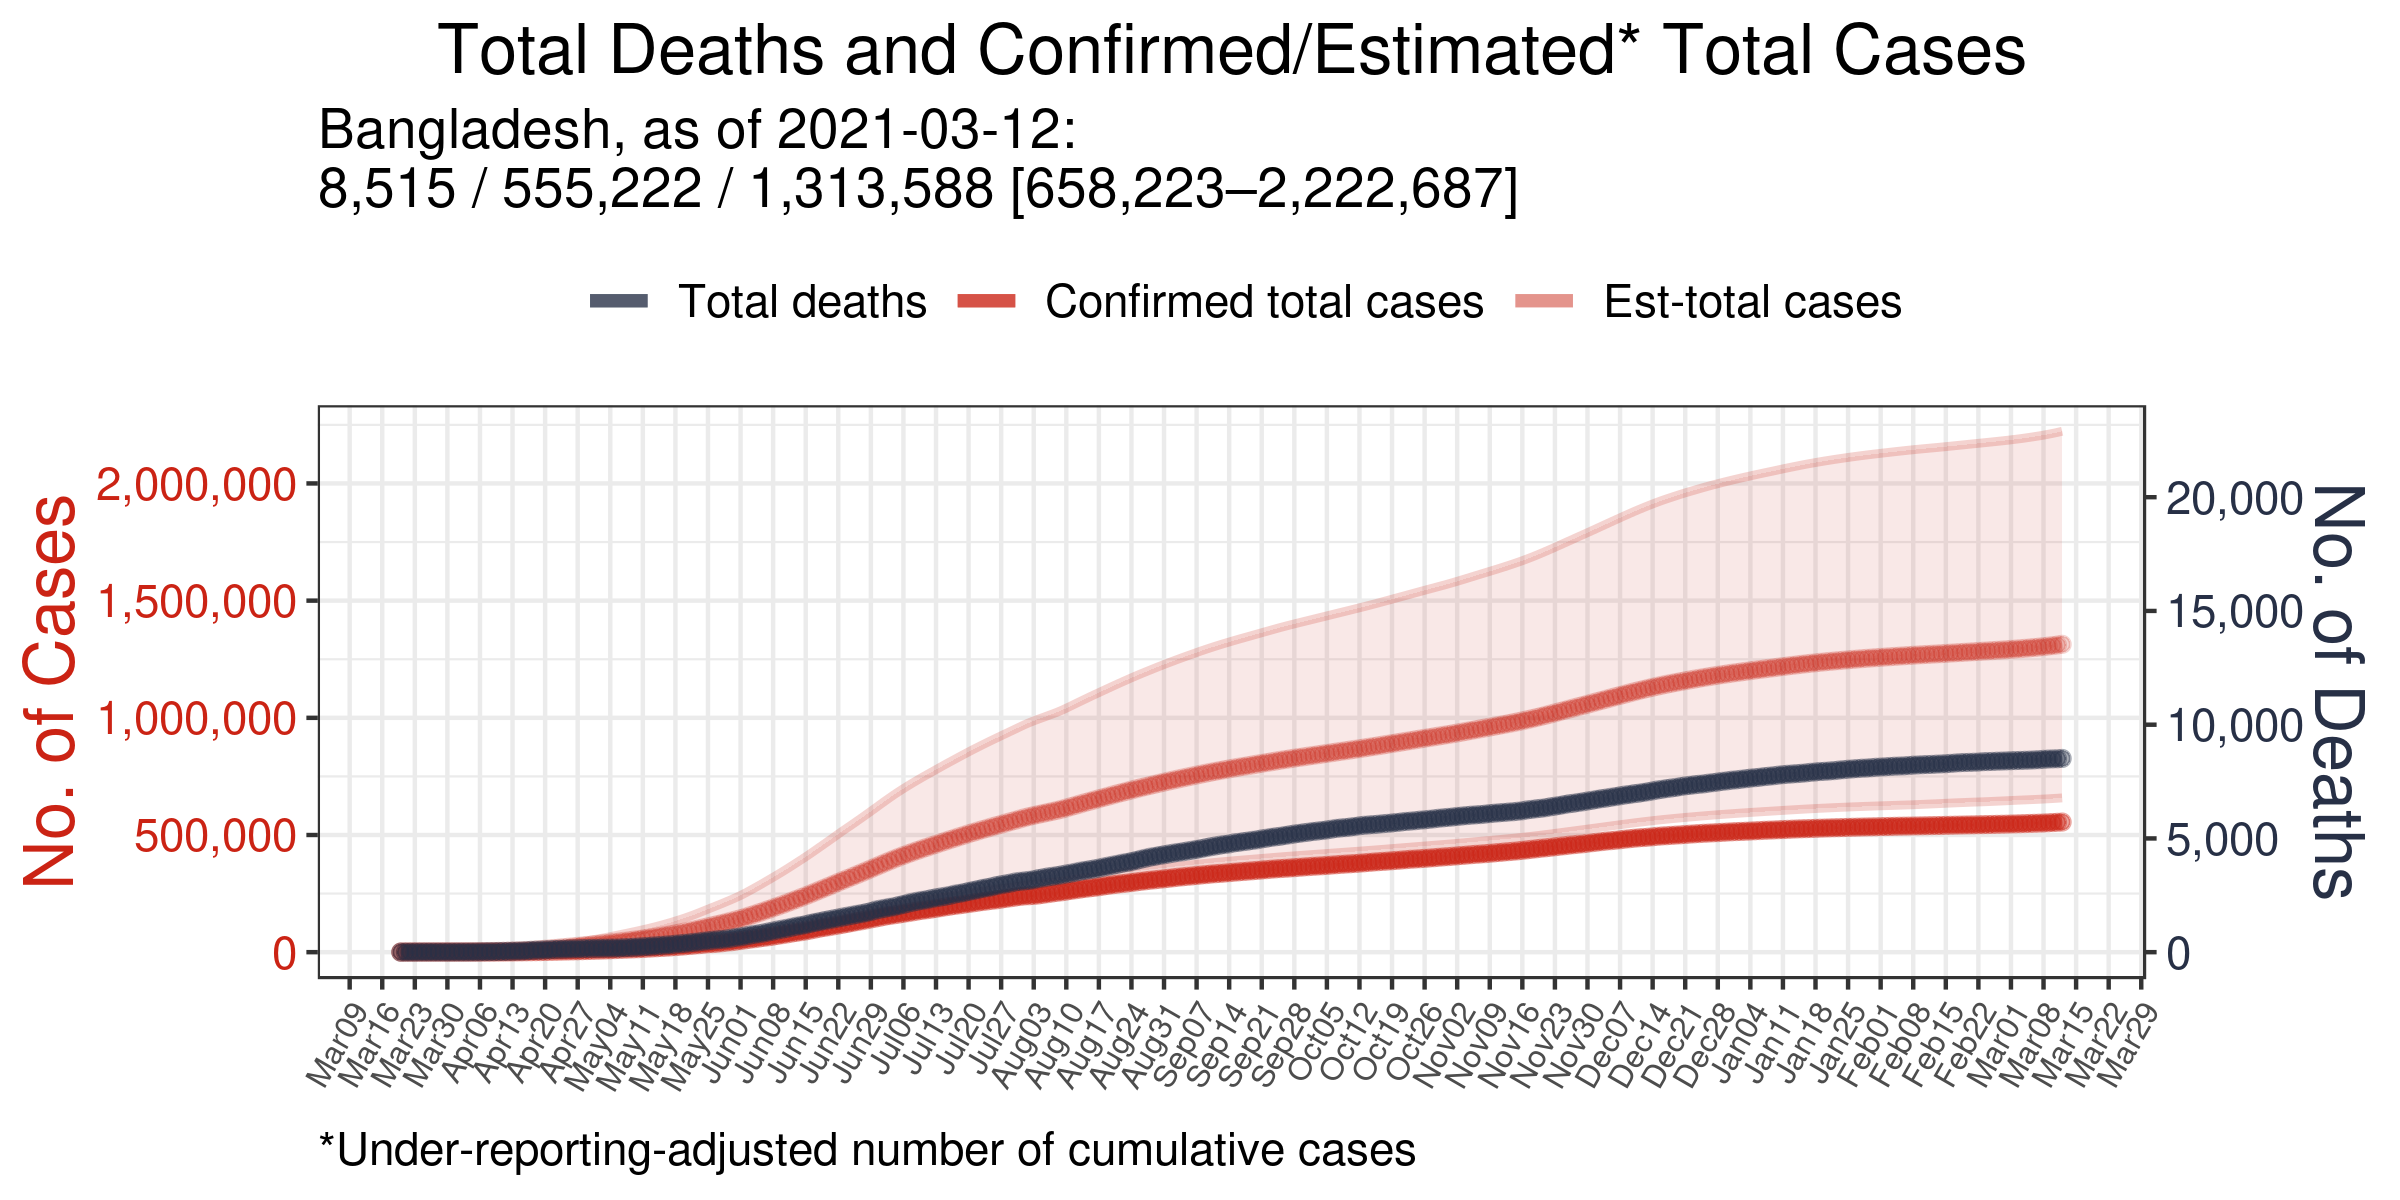 Total Deaths and Confirmed/Estimated* Total Cases
Bangladesh, as of 2021-03-12:
8,515 / 555,222 / 1,313,588 [658,223–2,222,687]
Total deaths
Confirmed total cases
Est-total cases
No. of Cases
2,000,000
1,500,000
1,000,000
500,000
0
20,000
15,000
10,000
5,000
0
No. of Deaths
Mar09
Mar16
Mar23
Mar30
Apr06
Apr13
Apr20
Apr27
May04
May11
May18
May25
Jun01
Jun08
Jun15
Jun22
Jun29
Jul06
Jul13
Jul20
Jul27
Aug03
Aug10
Aug17
Aug24
Aug31
Sep07
Sep14
Sep21
Sep28
Oct05
Oct12
Oct19
Oct26
Nov02
Nov09
Nov16
Nov23
Nov30
Dec07
Dec14
Dec21
Dec28
Jan04
Jan11
Jan18
Jan25
Feb01
Feb08
Feb15
Feb22
Mar01
Mar08
Mar15
Mar22
Mar29
*Under-reporting-adjusted number of cumulative cases